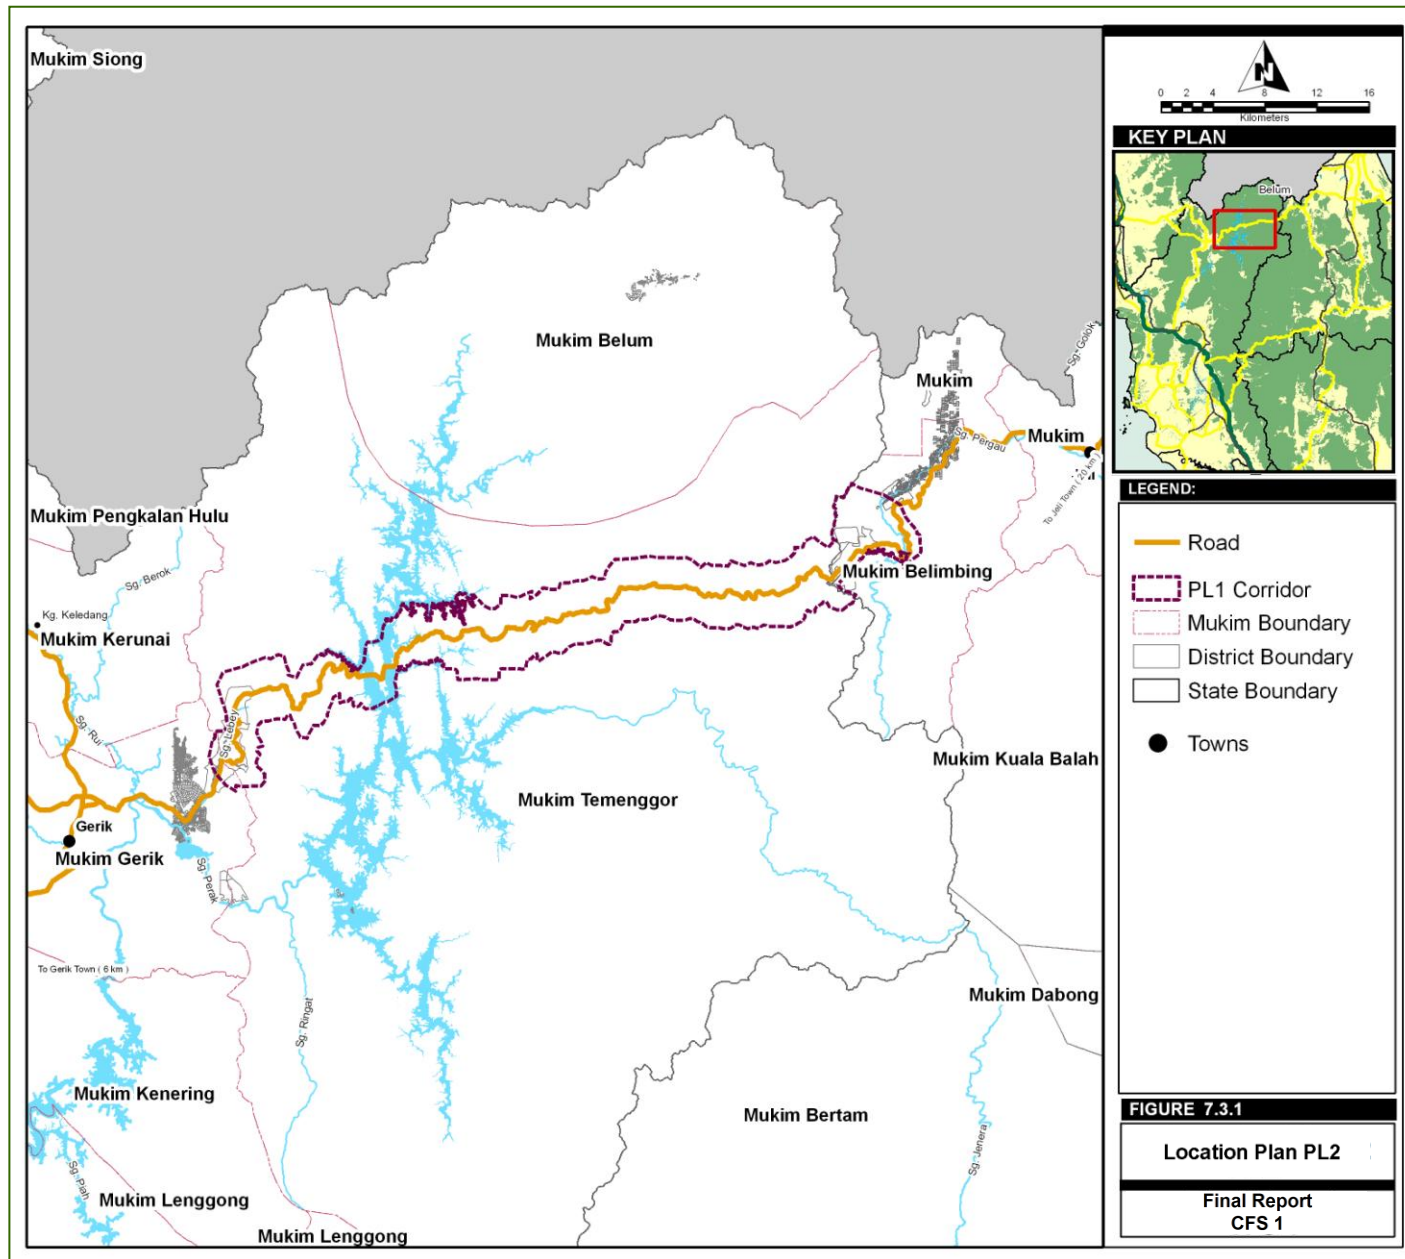 Mukim Siong
Mukim Belum
Mukim
Sg. Golok
Sg. Pergau
Mukim
To Jeli Town ( 20 km )
Mukim Pengkalan Hulu
Sg. Berok
Kg. Keledang
Mukim Kerunai
Mukim Belimbing
Sg. Rui
Sg. Lebey
Mukim Kuala Balah
Mukim Temenggor
Gerik
Mukim Gerik
Sg. Perak
To Gerik Town ( 6 km )
Sg. Ringat
Mukim Dabong
Mukim Kenering
Mukim Bertam
Sg. Jenera
Sg. Piah
Mukim Lenggong
Mukim Lenggong
N
0 2 4 8 12 16
Kilometers
KEY PLAN
Belum
LEGEND:
Road
PL1 Corridor
Mukim Boundary
District Boundary
State Boundary
Towns
FIGURE 7.3.1
Location Plan PL2
Final Report
CFS 1